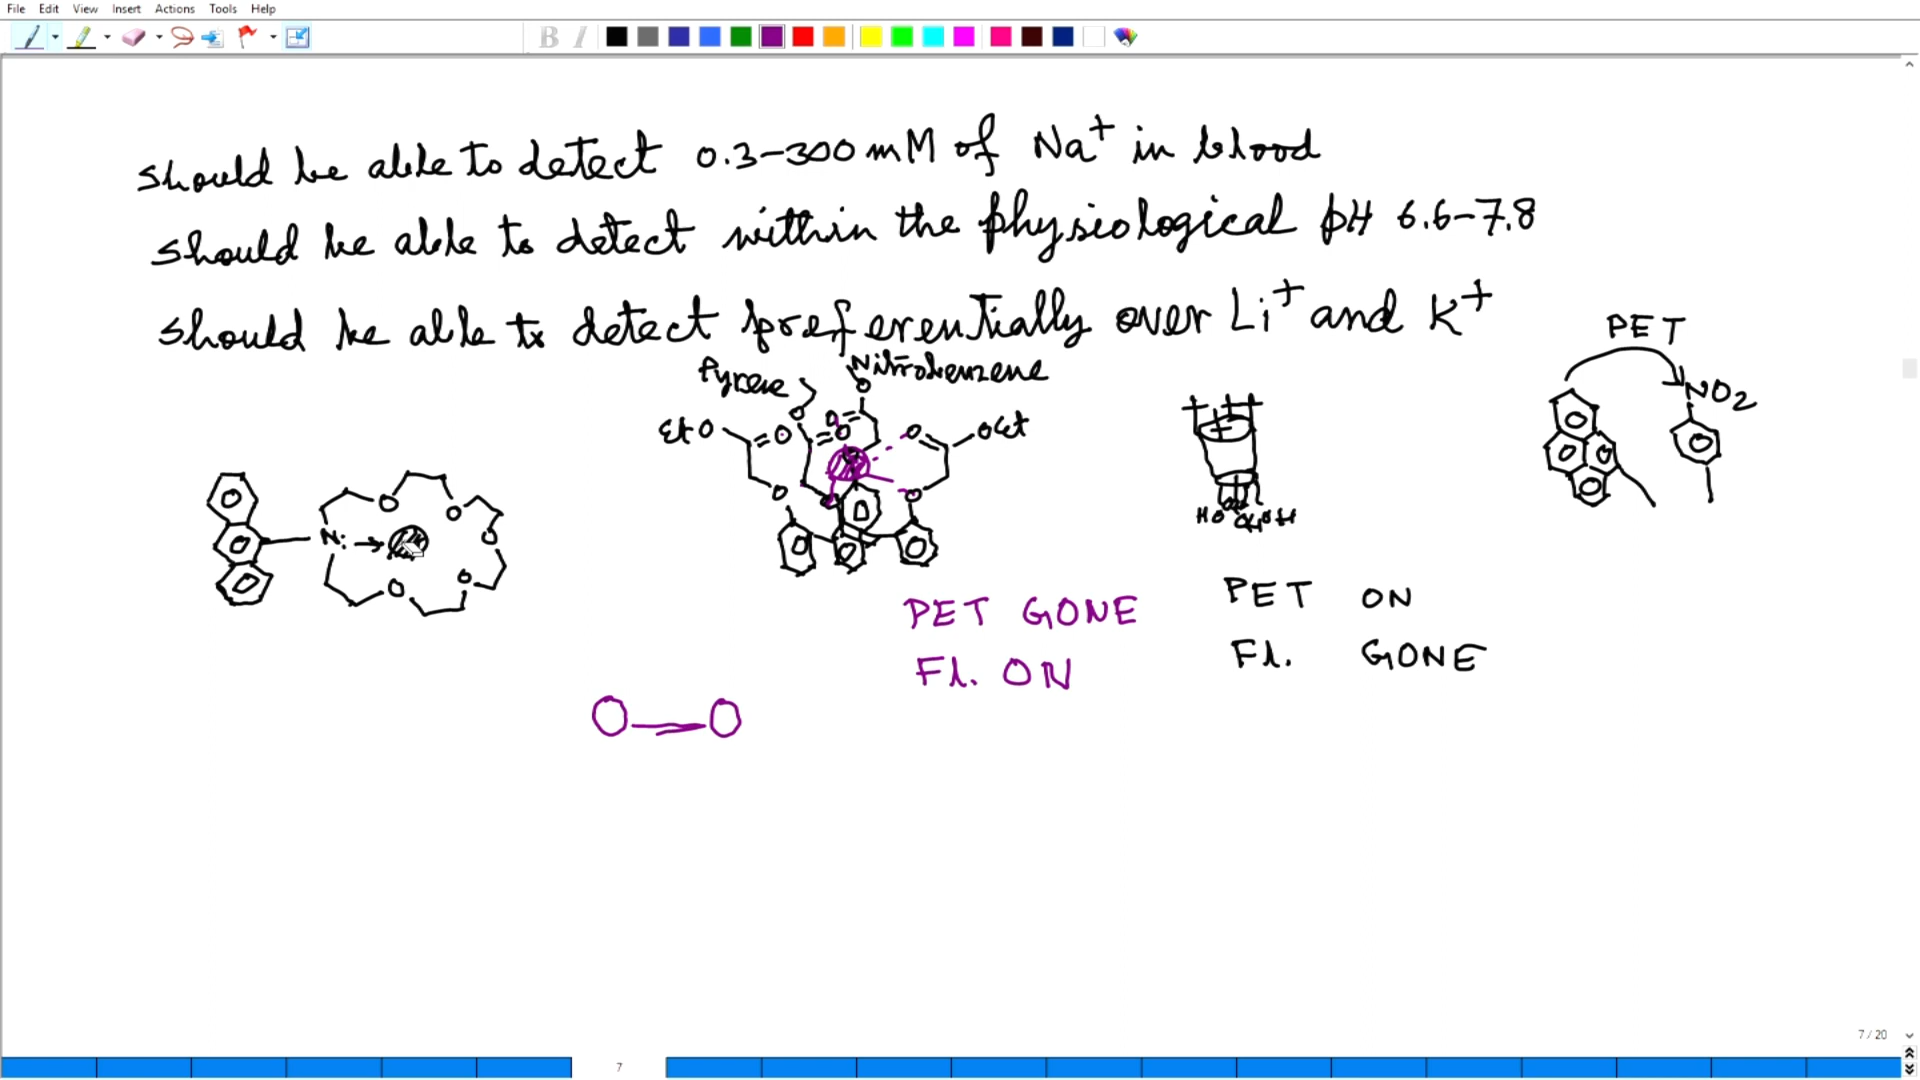 File Edit View Insert Actions Tools Help
B I
should be able to detect 0.3-300 mM of Na+ in blood
should be able to detect within the physiological pH 6.6-7.8
should be able to detect preferentially over Li+ and K+
PET
Pyrene Nitrobenzene
NO2
O
O O
EtO O O O OEt
O O
O O O
HO OH OH
N: O
O O
PET GONE PET ON
Fl. ON Fl. GONE
O O
7 / 20
7